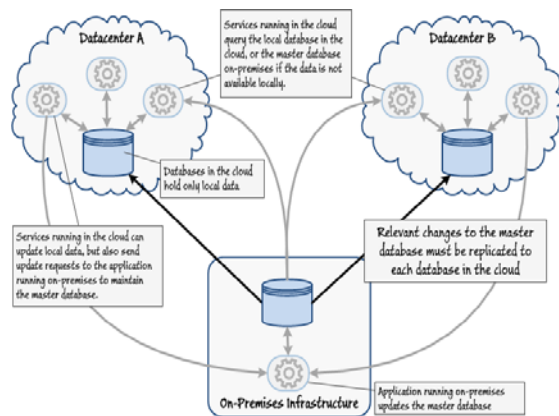 Datacenter A
Services running in the cloud
query the local database in the
cloud, or the master database
on-premises if the data is not
available locally.
Datacenter B
Databases in the cloud
hold only local data
Services running in the cloud can
update local data, but also send
update requests to the application
running on-premises to maintain
the master database.
Relevant changes to the master
database must be replicated to
each database in the cloud
On-Premises Infrastructure
Application running on-premises
updates the master database